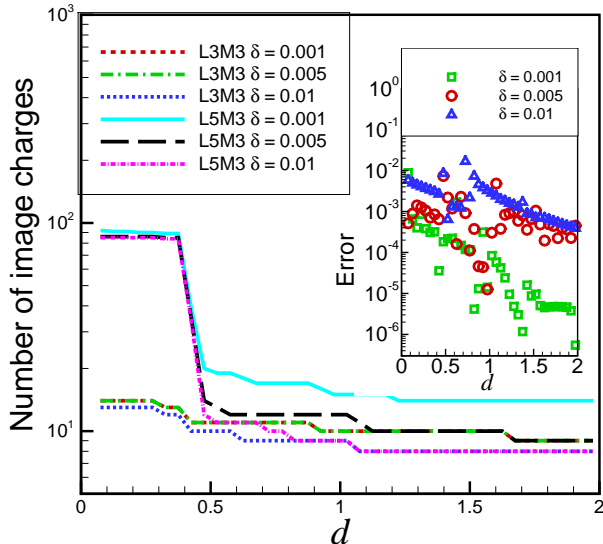 10³
10²
10¹
Number of image charges
L3M3 δ = 0.001
L3M3 δ = 0.005
L3M3 δ = 0.01
L5M3 δ = 0.001
L5M3 δ = 0.005
L5M3 δ = 0.01
δ = 0.001
δ = 0.005
δ = 0.01
10⁰
10⁻¹
10⁻²
10⁻³
10⁻⁴
10⁻⁵
10⁻⁶
Error
0 0.5 1 1.5 2
d
0 0.5 1 1.5 2
d